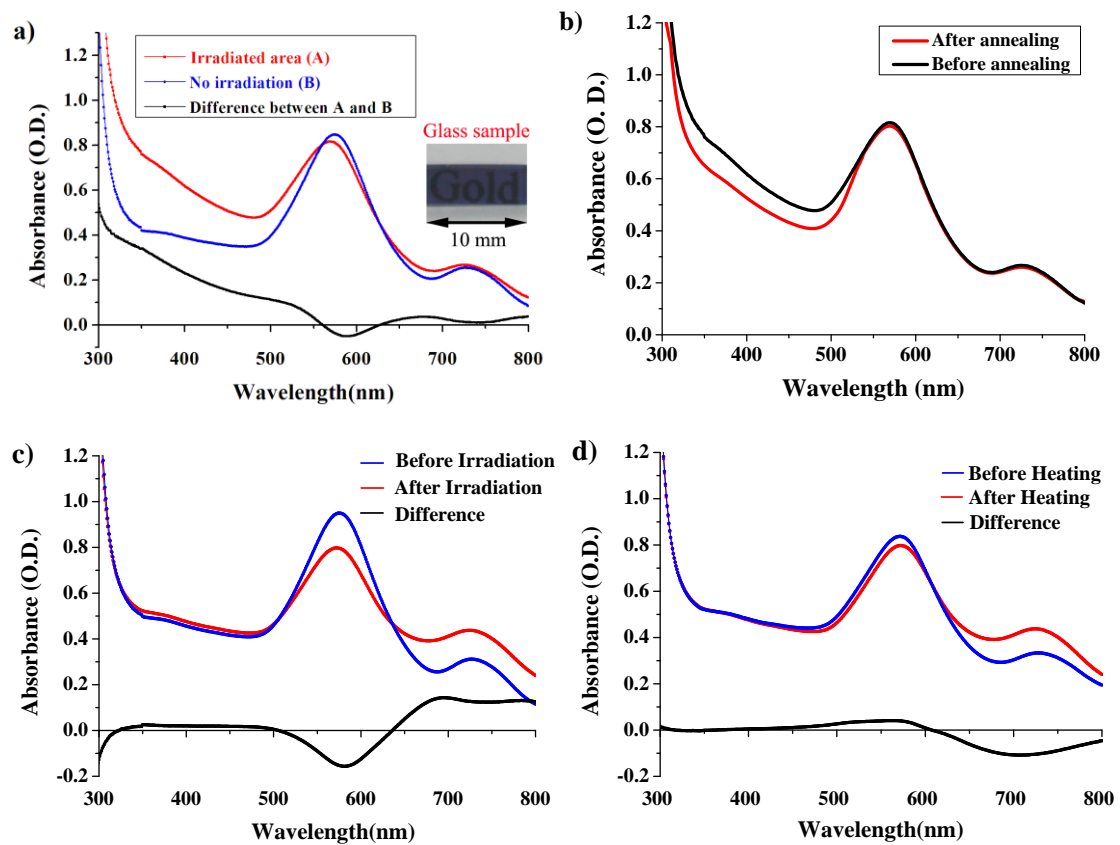 a)
Irradiated area (A)
No irradiation (B)
Difference between A and B
Glass sample
Gold
10 mm
Absorbance (O.D.)
1.2
1.0
0.8
0.6
0.4
0.2
0.0
300 400 500 600 700 800
Wavelength(nm)
b)
After annealing
Before annealing
Absorbance (O. D.)
1.2
1.0
0.8
0.6
0.4
0.2
0.0
300 400 500 600 700 800
Wavelength (nm)
c)
Before Irradiation
After Irradiation
Difference
Absorbance (O.D.)
1.2
1.0
0.8
0.6
0.4
0.2
0.0
-0.2
300 400 500 600 700 800
Wavelength(nm)
d)
Before Heating
After Heating
Difference
Absorbance (O.D.)
1.2
1.0
0.8
0.6
0.4
0.2
0.0
-0.2
300 400 500 600 700 800
Wavelength(nm)